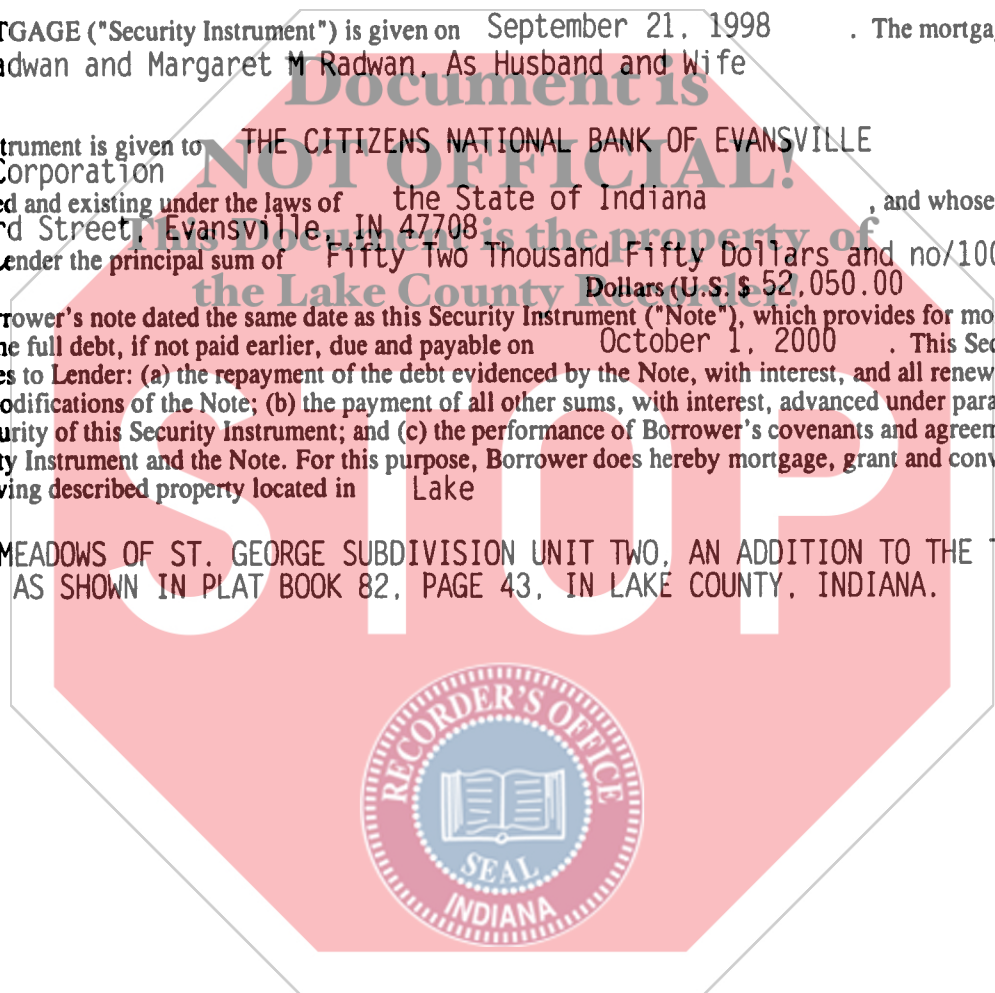 TGAGE ("Security Instrument") is given on September 21, 1998 . The mortga
adwan and Margaret M Radwan, As Husband and Wife
Document is
trument is given to THE CITIZENS NATIONAL BANK OF EVANSVILLE
Corporation
NOT OFFICIAL!
ed and existing under the laws of the State of Indiana , and whose
rd Street, Evansville, IN 47708
This Document is the property of
ender the principal sum of Fifty Two Thousand Fifty Dollars and no/100
the Lake County Recorder!
Dollars (U.S. $ 52,050.00
rower's note dated the same date as this Security Instrument ("Note"), which provides for mo
he full debt, if not paid earlier, due and payable on October 1, 2000 . This Sec
es to Lender: (a) the repayment of the debt evidenced by the Note, with interest, and all renew
odifications of the Note; (b) the payment of all other sums, with interest, advanced under para
urity of this Security Instrument; and (c) the performance of Borrower's covenants and agreem
ty Instrument and the Note. For this purpose, Borrower does hereby mortgage, grant and conv
ving described property located in Lake
STOP
MEADOWS OF ST. GEORGE SUBDIVISION UNIT TWO, AN ADDITION TO THE T
AS SHOWN IN PLAT BOOK 82, PAGE 43, IN LAKE COUNTY, INDIANA.
RECORDER'S OFFICE
SEAL
INDIANA